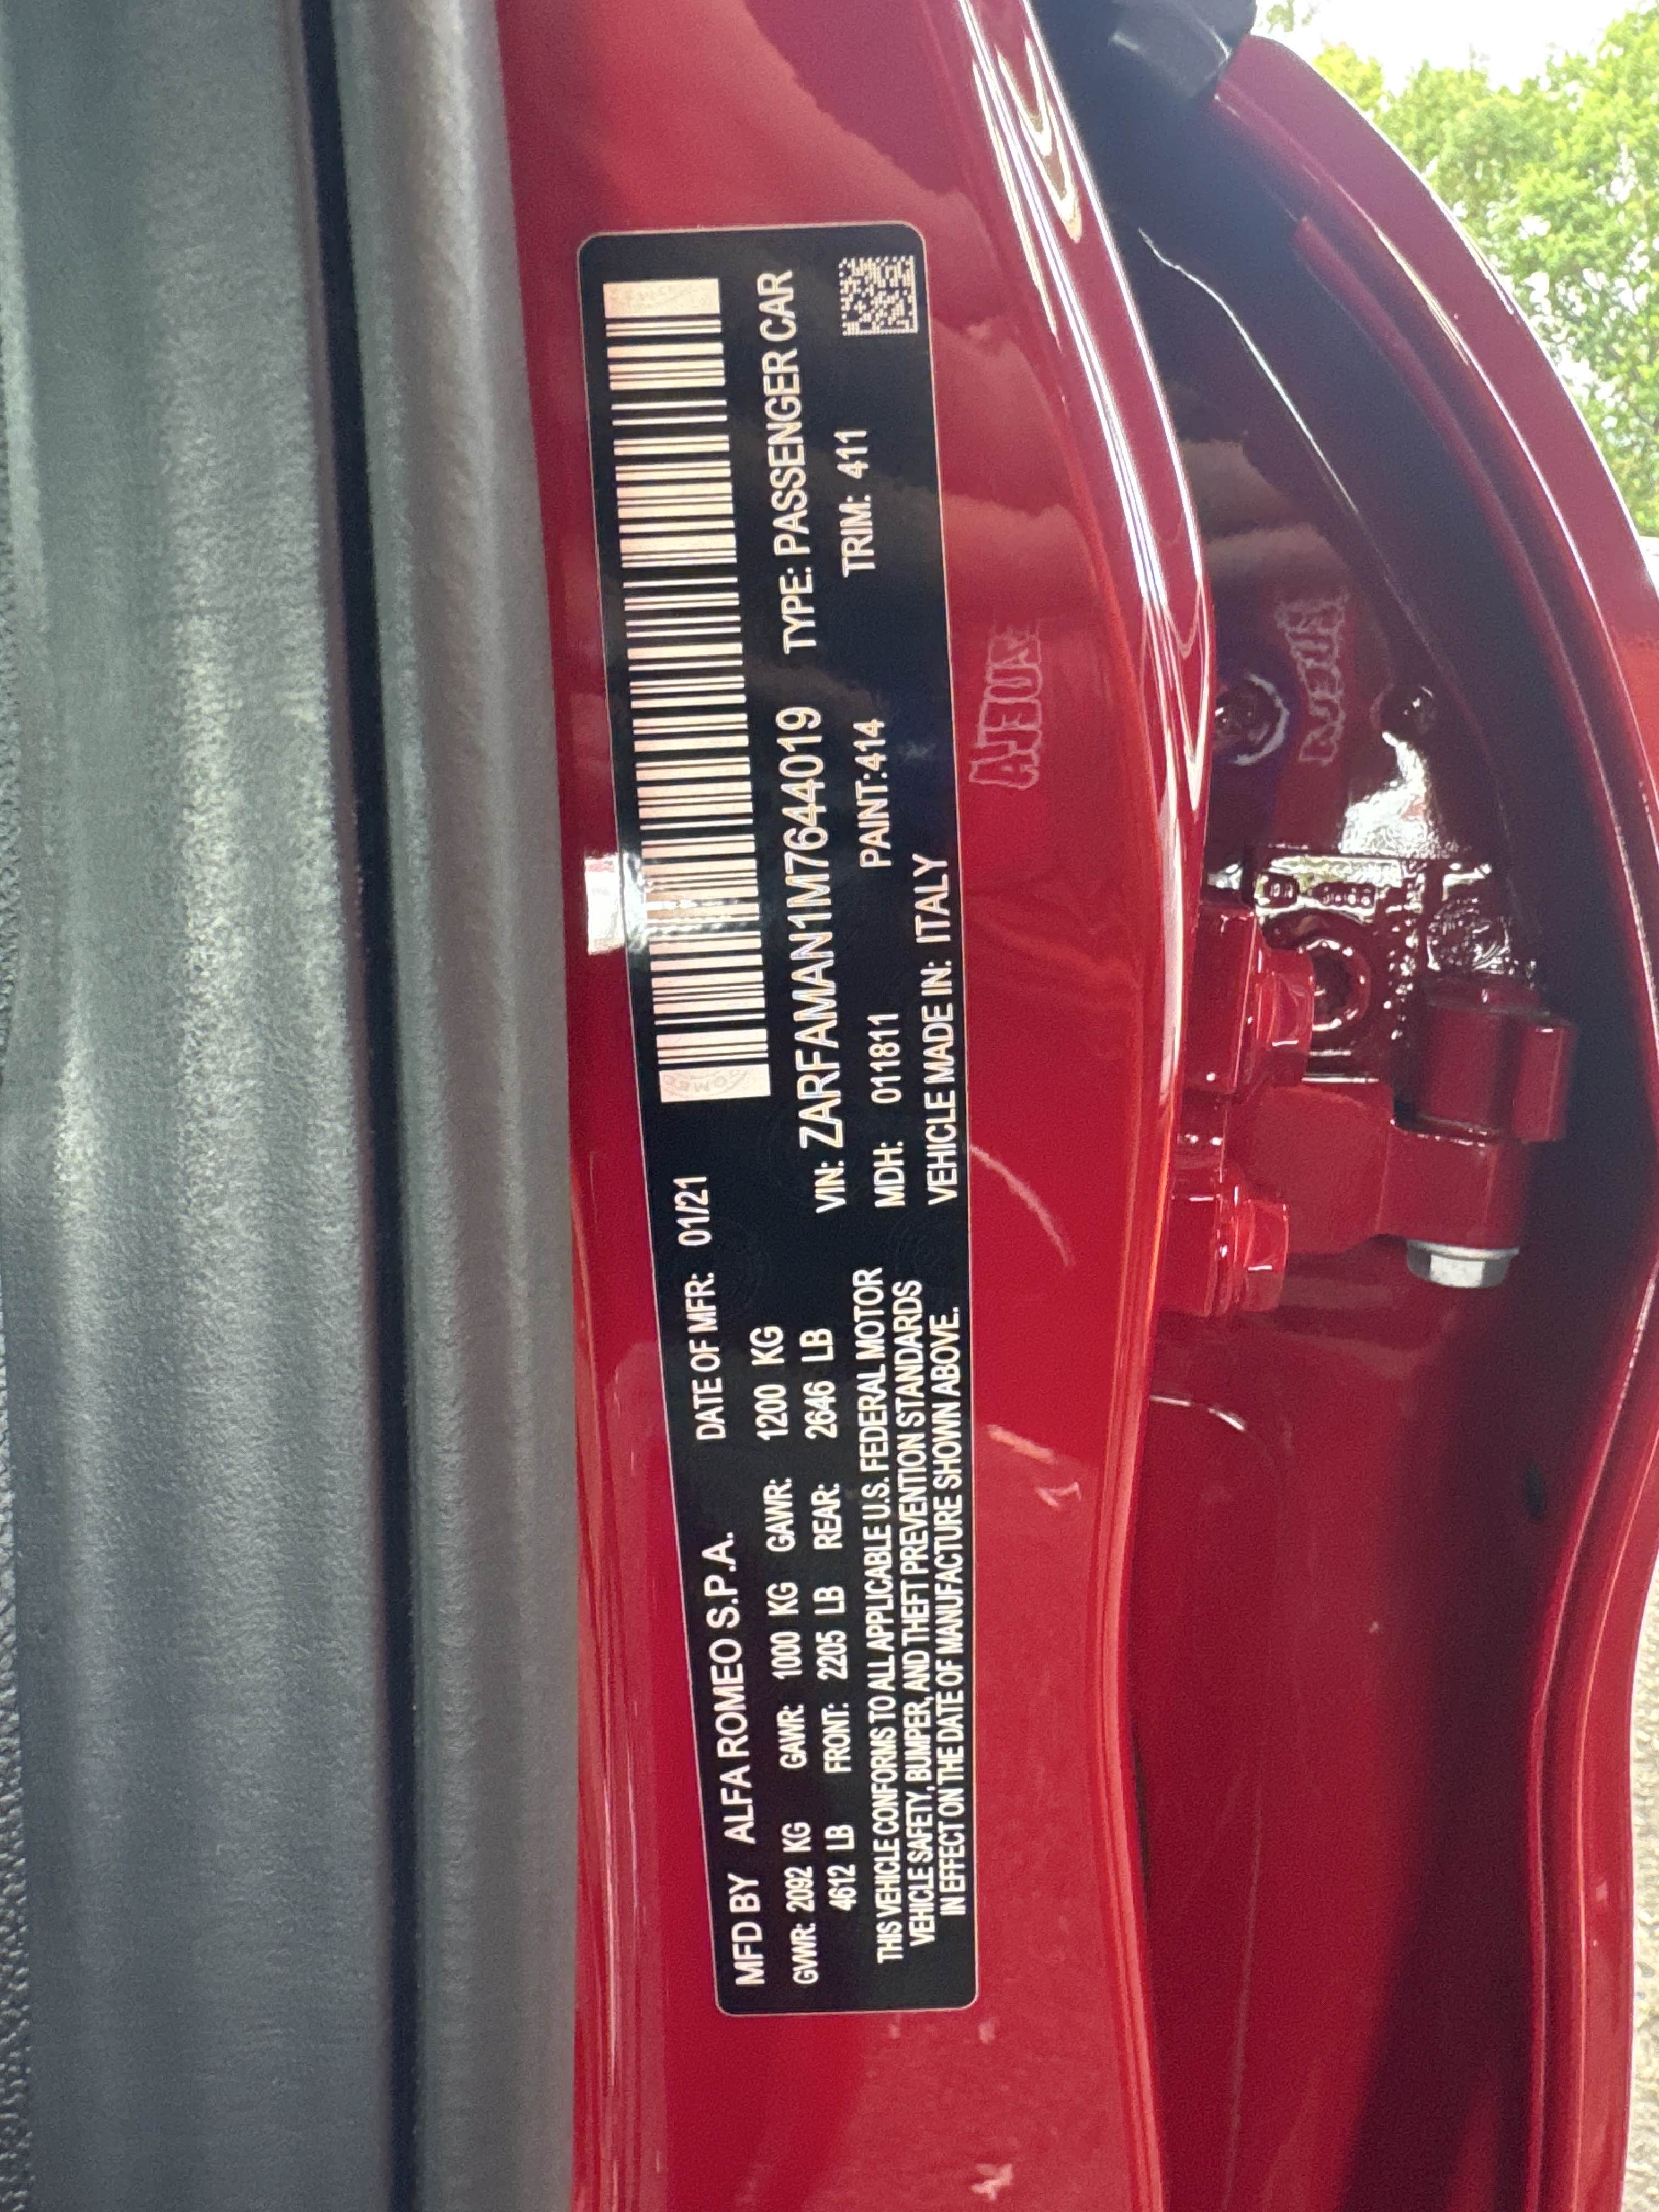 MFD BY ALFA ROMEO S.P.A. DATE OF MFR: 01/21
GVWR: 2092 KG GAWR: 1000 KG GAWR: 1200 KG
4612 LB FRONT: 2205 LB REAR: 2646 LB
THIS VEHICLE CONFORMS TO ALL APPLICABLE U.S. FEDERAL MOTOR
VEHICLE SAFETY, BUMPER, AND THEFT PREVENTION STANDARDS
IN EFFECT ON THE DATE OF MANUFACTURE SHOWN ABOVE.
VIN: ZARFAMAN1M7644019 TYPE: PASSENGER CAR
MDH: 011811 PAINT:414 TRIM: 411
VEHICLE MADE IN: ITALY